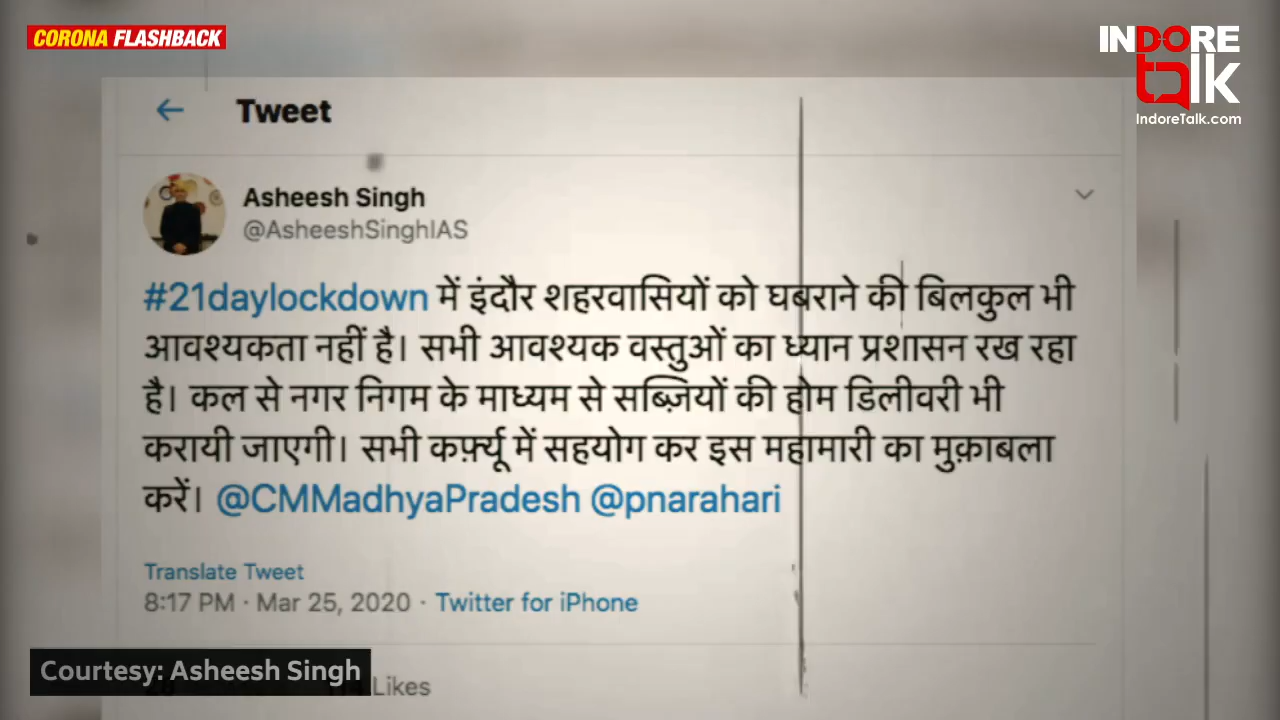 CORONA FLASHBACK
INDORE
talk
IndoreTalk.com
Tweet
Asheesh Singh
@AsheeshSinghIAS
#21daylockdown में इंदौर शहरवासियों को घबराने की बिलकुल भी
आवश्यकता नहीं है। सभी आवश्यक वस्तुओं का ध्यान प्रशासन रख रहा
है। कल से नगर निगम के माध्यम से सब्ज़ियों की होम डिलीवरी भी
करायी जाएगी। सभी कर्फ़्यू में सहयोग कर इस महामारी का मुक़ाबला
करें। @CMMadhyaPradesh @pnarahari
Translate Tweet
8:17 PM · Mar 25, 2020 · Twitter for iPhone
Likes
Courtesy: Asheesh Singh